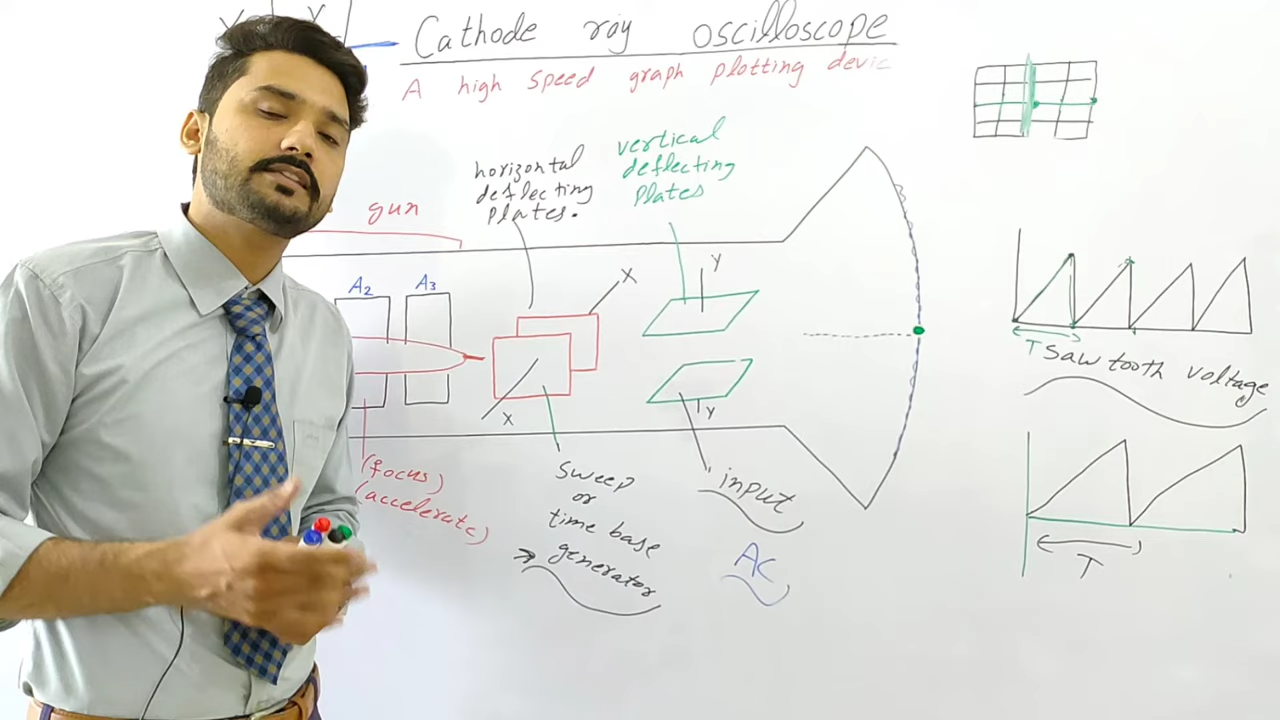 Y Y
Cathode ray oscilloscope
A high speed graph plotting devic
horizontal
deflecting
plates.
vertical
deflecting
plates
gun
A2 A3
X
Y
X
Y
(focus)
(accelerate)
Sweep
or
time base
generator
input
AC
T Saw tooth voltage
T